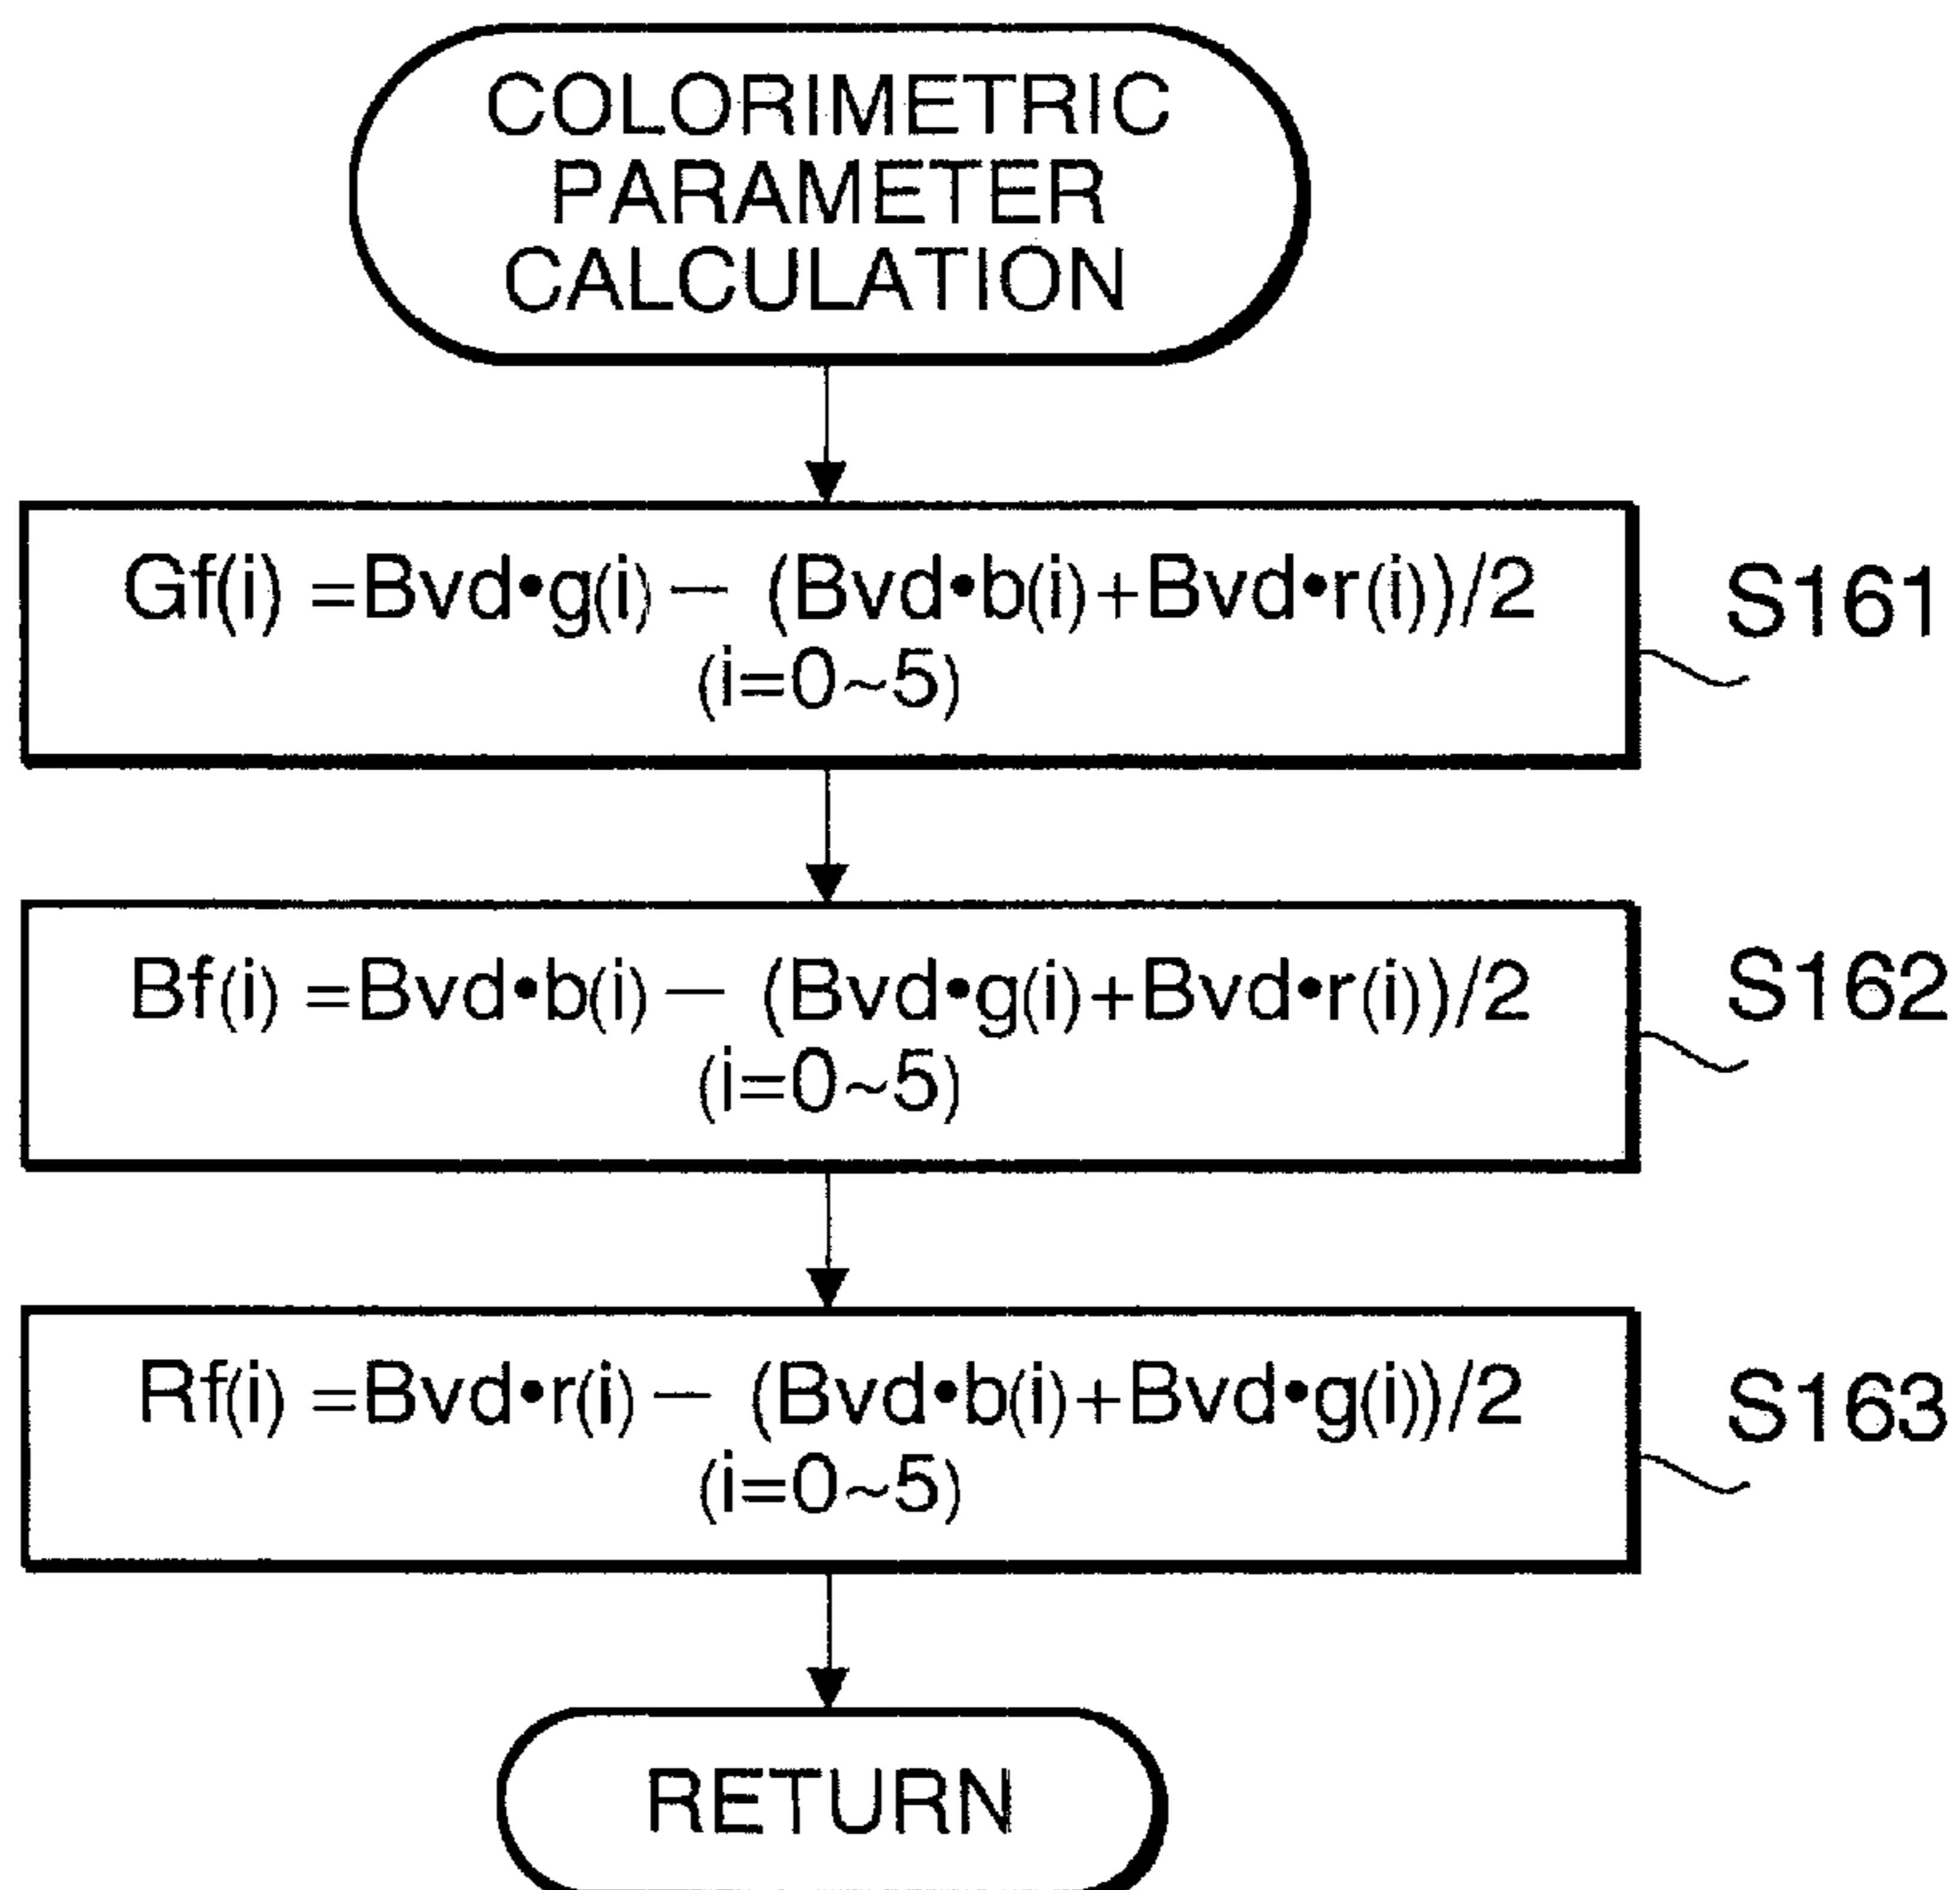 COLORIMETRIC
PARAMETER
CALCULATION
Gf(i) =Bvd•g(i) — (Bvd•b(i)+Bvd•r(i))/2
(i=0~5)
S161
Bf(i) =Bvd•b(i) — (Bvd•g(i)+Bvd•r(i))/2
(i=0~5)
S162
Rf(i) =Bvd•r(i) — (Bvd•b(i)+Bvd•g(i))/2
(i=0~5)
S163
RETURN